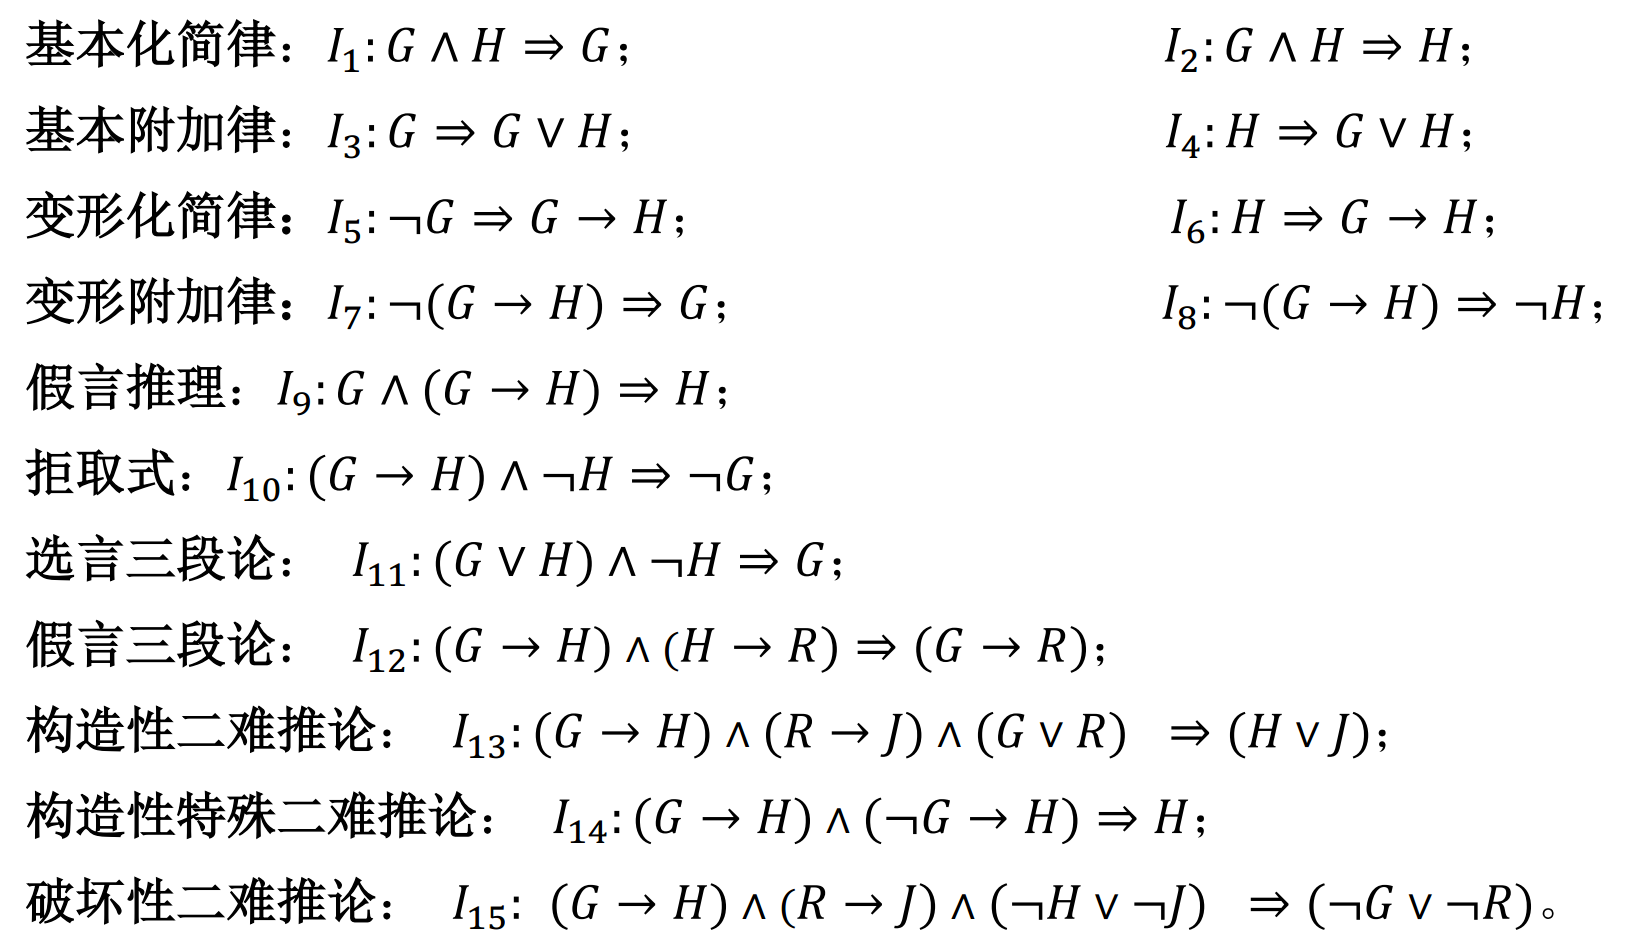 基本化简律：I₁: G ∧ H ⇒ G； I₂: G ∧ H ⇒ H；
基本附加律：I₃: G ⇒ G ∨ H； I₄: H ⇒ G ∨ H；
变形化简律：I₅: ¬G ⇒ G → H； I₆: H ⇒ G → H；
变形附加律：I₇: ¬(G → H) ⇒ G； I₈: ¬(G → H) ⇒ ¬H；
假言推理：I₉: G ∧ (G → H) ⇒ H；
拒取式：I₁₀: (G → H) ∧ ¬H ⇒ ¬G；
选言三段论： I₁₁: (G ∨ H) ∧ ¬H ⇒ G；
假言三段论： I₁₂: (G → H) ∧ (H → R) ⇒ (G → R)；
构造性二难推论： I₁₃: (G → H) ∧ (R → J) ∧ (G ∨ R) ⇒ (H ∨ J)；
构造性特殊二难推论： I₁₄: (G → H) ∧ (¬G → H) ⇒ H；
破坏性二难推论： I₁₅: (G → H) ∧ (R → J) ∧ (¬H ∨ ¬J) ⇒ (¬G ∨ ¬R)。